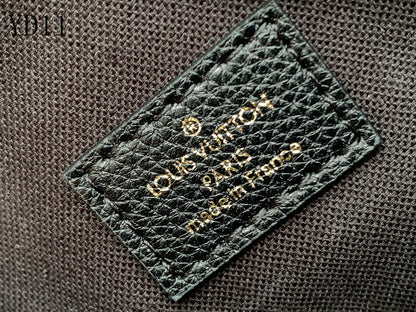 YD11
LOUIS VUITTON
PARIS
made in France